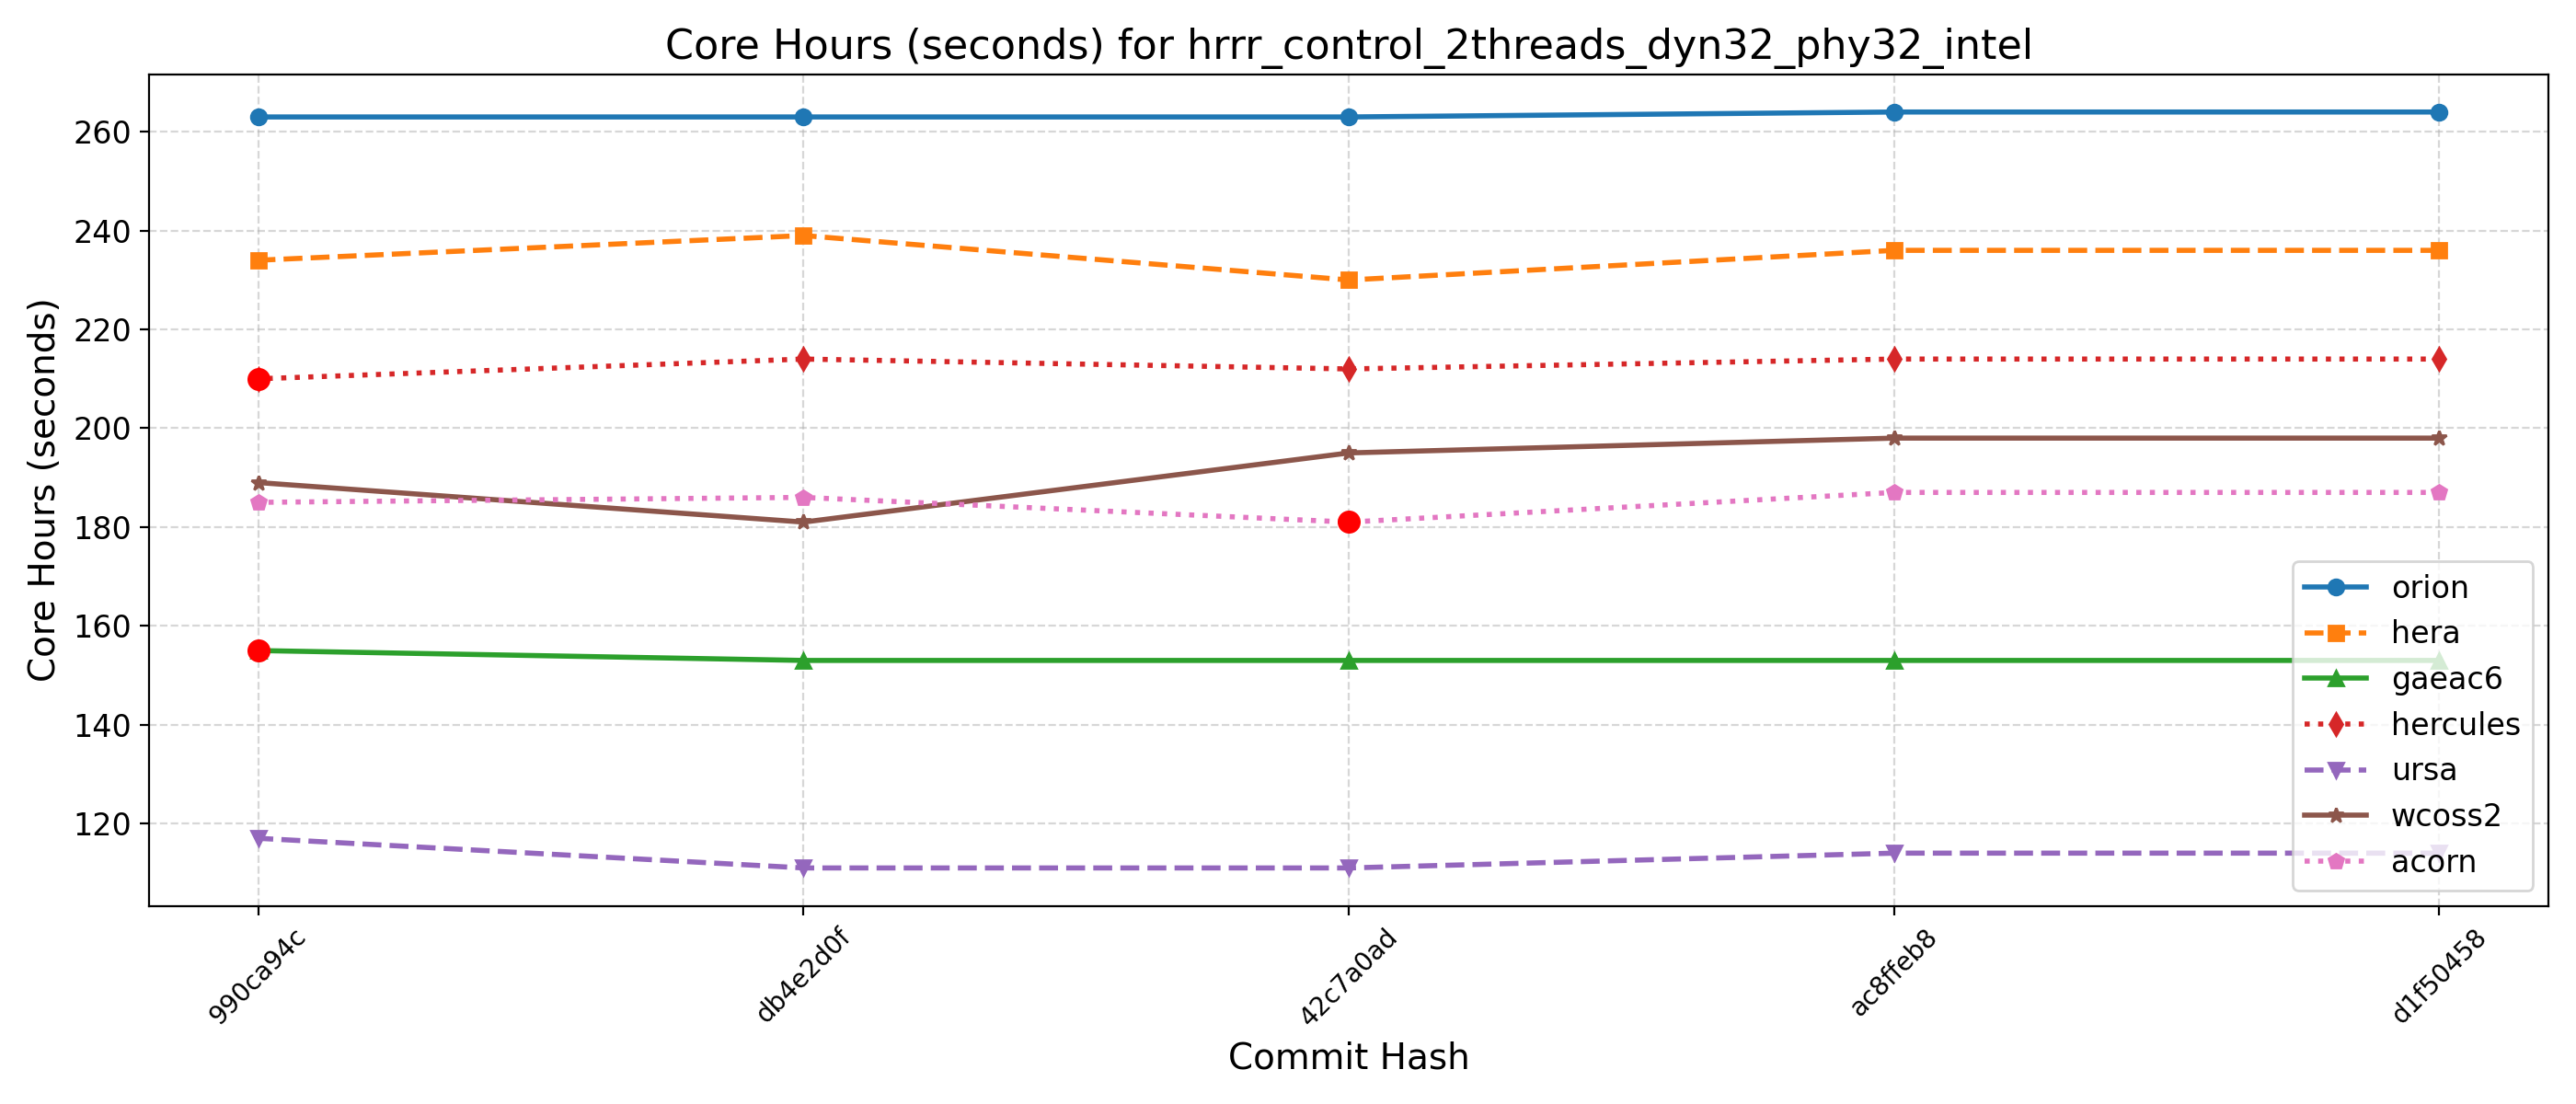 Core Hours (seconds) for hrrr_control_2threads_dyn32_phy32_intel
Core Hours (seconds)
260
240
220
200
180
160
140
120
orion
hera
gaeac6
hercules
ursa
wcoss2
acorn
990ca94c
db4e2d0f
42c7a0ad
ac8ffeb8
d1f50458
Commit Hash